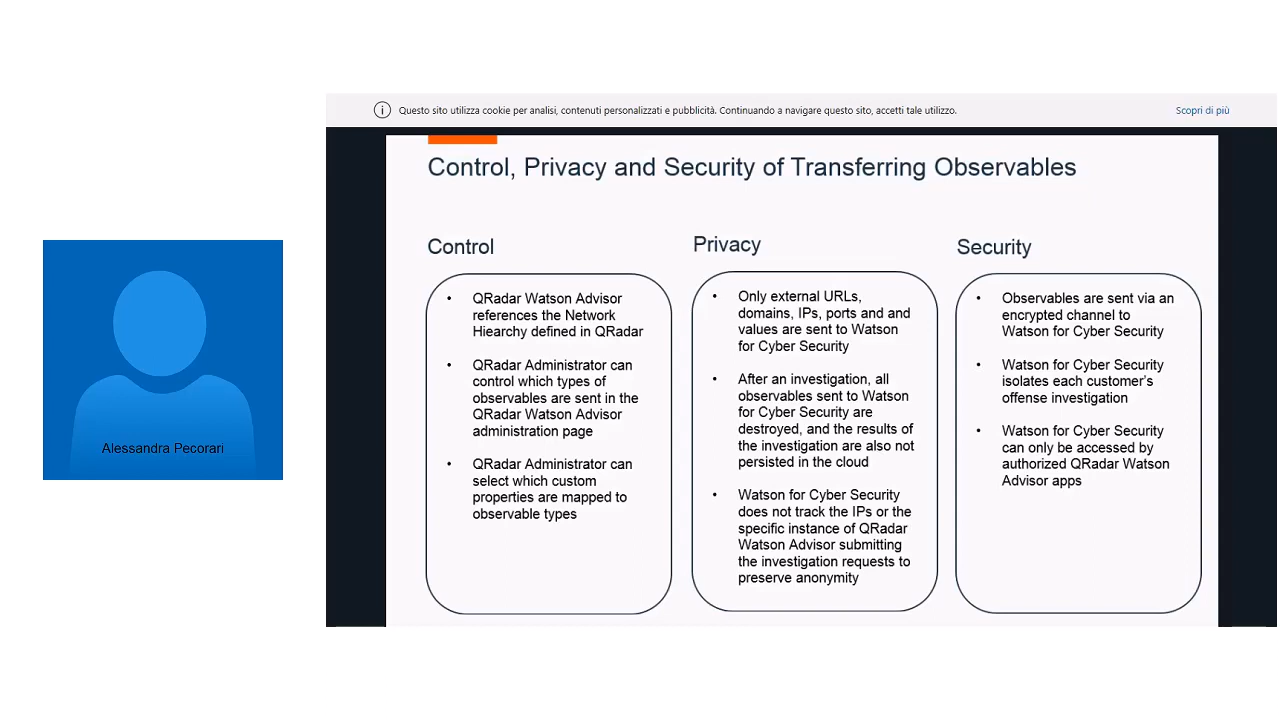 Questo sito utilizza cookie per analisi, contenuti personalizzati e pubblicità. Continuando a navigare questo sito, accetti tale utilizzo.
Scopri di più
Control, Privacy and Security of Transferring Observables
Control
• QRadar Watson Advisor
references the Network
Hiearchy defined in QRadar
• QRadar Administrator can
control which types of
observables are sent in the
QRadar Watson Advisor
administration page
• QRadar Administrator can
select which custom
properties are mapped to
observable types
Privacy
• Only external URLs,
domains, IPs, ports and and
values are sent to Watson
for Cyber Security
• After an investigation, all
observables sent to Watson
for Cyber Security are
destroyed, and the results of
the investigation are also not
persisted in the cloud
• Watson for Cyber Security
does not track the IPs or the
specific instance of QRadar
Watson Advisor submitting
the investigation requests to
preserve anonymity
Security
• Observables are sent via an
encrypted channel to
Watson for Cyber Security
• Watson for Cyber Security
isolates each customer's
offense investigation
• Watson for Cyber Security
can only be accessed by
authorized QRadar Watson
Advisor apps
Alessandra Pecorari